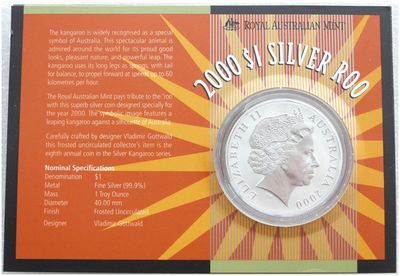 The kangaroo is widely recognised as a special
symbol of Australia. This spectacular animal is
admired around the world for its proud good
looks, pleasant nature, and powerful leap. The
kangaroo uses its long legs as springs, with tail
for balance, to propel forward at speeds up to 60
kilometres per hour.
The Royal Australian Mint pays tribute to the 'roo
with this superb silver coin designed specially for
the year 2000. The symbolic image features a
leaping kangaroo against a silhouette of Australia.
Carefully crafted by designer Vladimir Gottwald
this frosted uncirculated collector's item is the
eighth annual coin in the Silver Kangaroo series.
Nominal Specifications
Denomination $1
Metal Fine Silver (99.9%)
Mass 1 Troy Ounce
Diameter 40.00 mm
Finish Frosted Uncirculated
Designer Vladimir Gottwald
ROYAL AUSTRALIAN MINT
2000 $1 SILVER ROO
ELIZABETH II
AUSTRALIA 2000